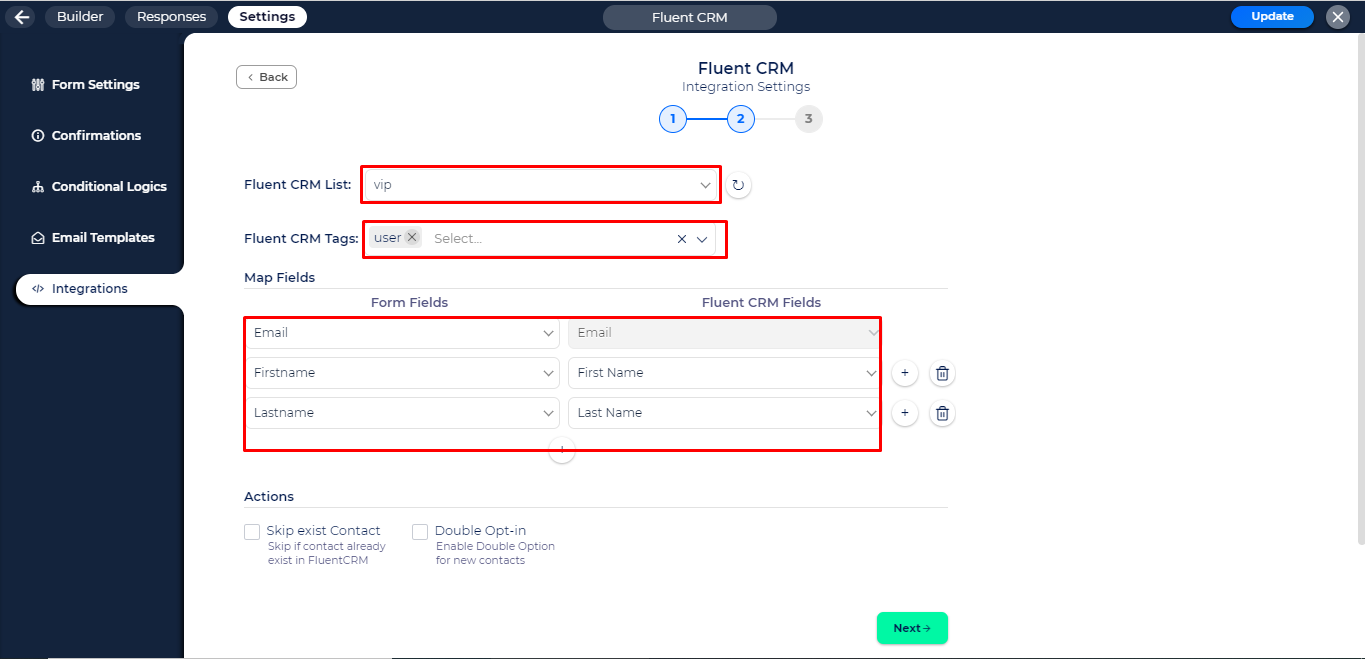 Builder Responses Settings Fluent CRM Update
Form Settings
Confirmations
Conditional Logics
Email Templates
Integrations
Back
Fluent CRM
Integration Settings
1 2 3
Fluent CRM List: vip
Fluent CRM Tags: user Select...
Map Fields
Form Fields Fluent CRM Fields
Email Email
Firstname First Name
Lastname Last Name
Actions
Skip exist Contact Double Opt-in
Skip if contact already Enable Double Option
exist in FluentCRM for new contacts
Next